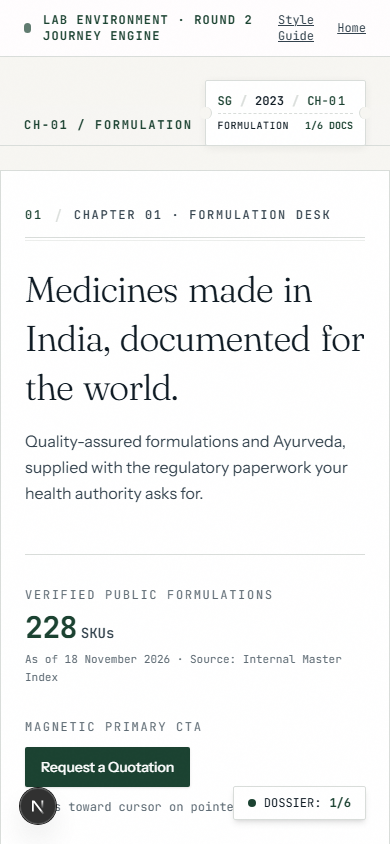 LAB ENVIRONMENT · ROUND 2
JOURNEY ENGINE
Style
Guide
Home
CH-01 / FORMULATION
SG / 2023 / CH-01
FORMULATION 1/6 DOCS
01 / CHAPTER 01 · FORMULATION DESK
Medicines made in
India, documented for
the world.
Quality-assured formulations and Ayurveda,
supplied with the regulatory paperwork your
health authority asks for.
VERIFIED PUBLIC FORMULATIONS
228 SKUs
As of 18 November 2026 · Source: Internal Master
Index
MAGNETIC PRIMARY CTA
Request a Quotation
N
toward cursor on
DOSSIER: 1/6